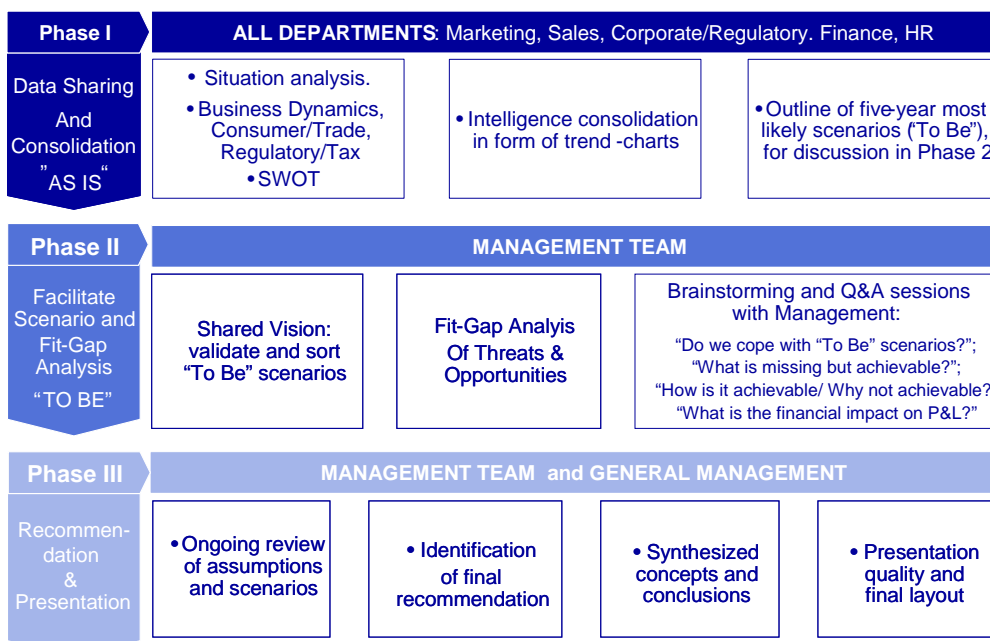 Phase I
ALL DEPARTMENTS: Marketing, Sales, Corporate/Regulatory. Finance, HR
Data Sharing
And
Consolidation
"AS IS"
• Situation analysis.
• Business Dynamics,
Consumer/Trade,
Regulatory/Tax
• SWOT
• Intelligence consolidation
in form of trend -charts
• Outline of five-year most
likely scenarios (“To Be”),
for discussion in Phase 2
Phase II
MANAGEMENT TEAM
Facilitate
Scenario and
Fit-Gap
Analysis
“TO BE”
Shared Vision:
validate and sort
“To Be” scenarios
Fit-Gap Analyis
Of Threats &
Opportunities
Brainstorming and Q&A sessions
with Management:
“Do we cope with “To Be” scenarios?”;
“What is missing but achievable?”;
“How is it achievable/ Why not achievable?
“What is the financial impact on P&L?”
Phase III
MANAGEMENT TEAM and GENERAL MANAGEMENT
Recommen-
dation
&
Presentation
• Ongoing review
of assumptions
and scenarios
• Identification
of final
recommendation
• Synthesized
concepts and
conclusions
• Presentation
quality and
final layout